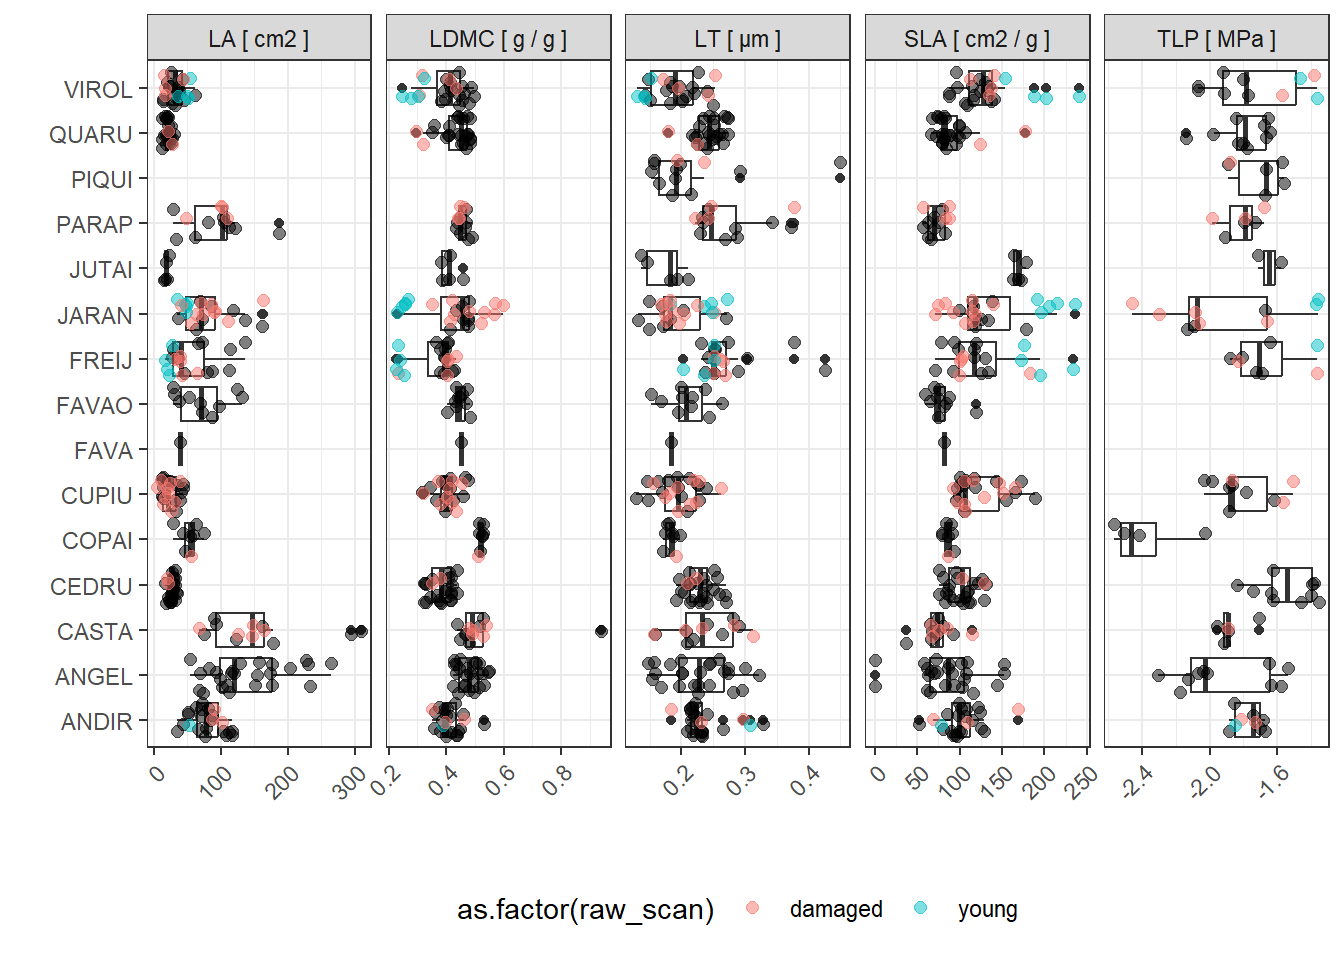 LA [ cm2 ] LDMC [ g / g ] LT [ µm ] SLA [ cm2 / g ] TLP [ MPa ]
VIROL
QUARU
PIQUI
PARAP
JUTAI
JARAN
FREIJ
FAVAO
FAVA
CUPIU
COPAI
CEDRU
CASTA
ANGEL
ANDIR
0 100 200 300 0.2 0.4 0.6 0.8 0.2 0.3 0.4 0 50 100 150 200 250 -2.4 -2.0 -1.6
as.factor(raw_scan) damaged young